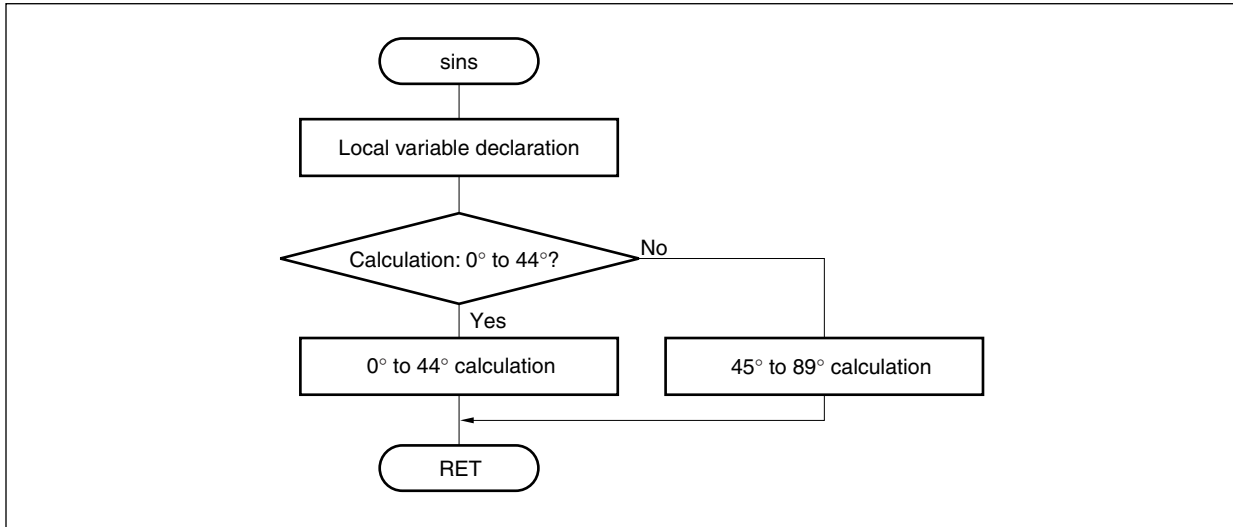 sins
Local variable declaration
Calculation: 0° to 44°?
No
Yes
0° to 44° calculation
45° to 89° calculation
RET